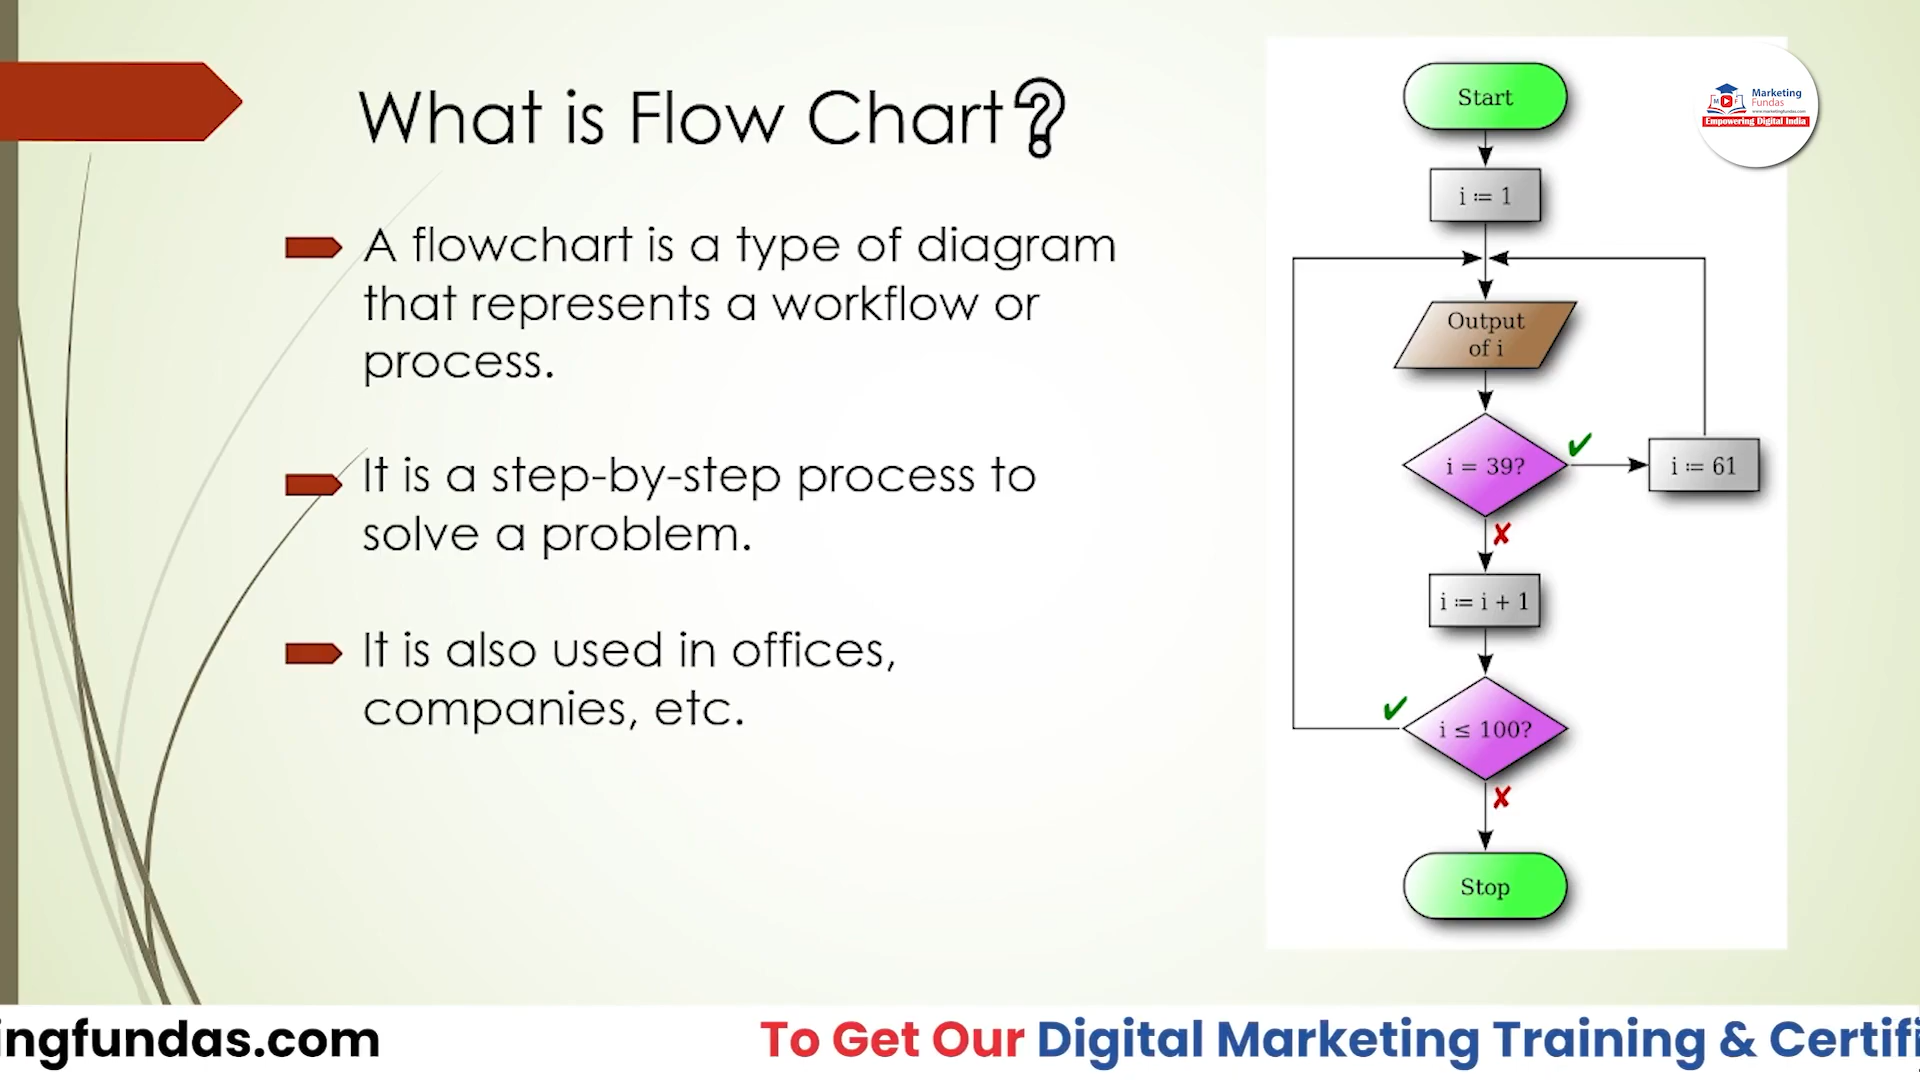 What is Flow Chart?
A flowchart is a type of diagram
that represents a workflow or
process.
It is a step-by-step process to
solve a problem.
It is also used in offices,
companies, etc.
Start
i := 1
Output
of i
i = 39?
i := 61
i := i + 1
i ≤ 100?
Stop
M F
Marketing
Fundas
www.marketingfundas.com
Empowering Digital India
ingfundas.com
To Get Our Digital Marketing Training & Certifi